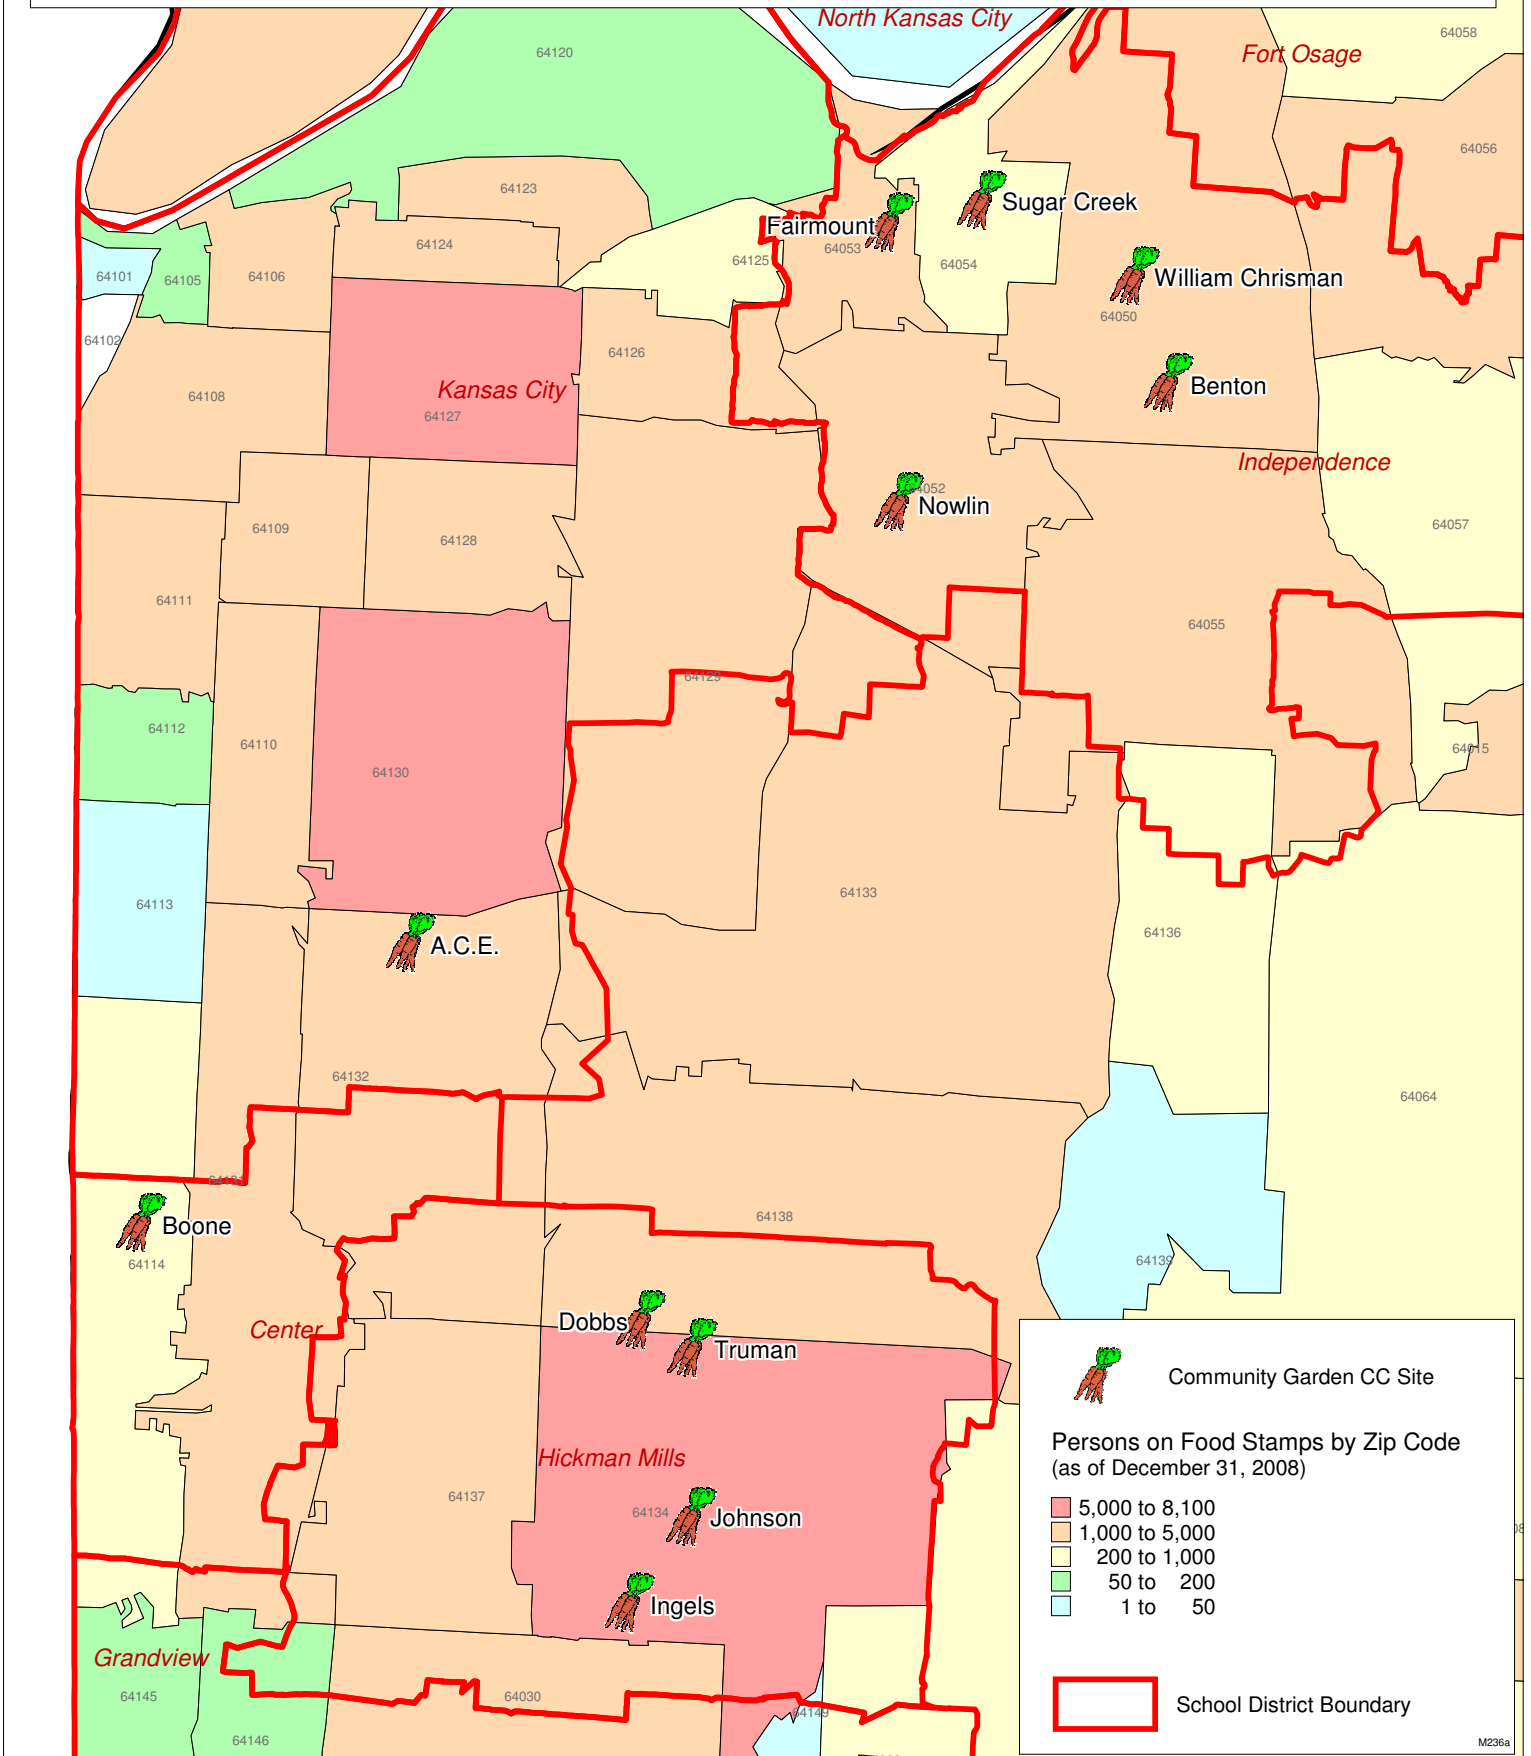 North Kansas City
64058
64120
Fort Osage
64056
64123
Sugar Creek
Fairmount
64124
64053
64125
64054
64101
64105
64106
William Chrisman
64050
64102
64126
Benton
Kansas City
64108
64127
Independence
64052
Nowlin
64057
64109
64128
64111
64055
64129
64112
64110
64015
64130
64133
64113
64136
A.C.E.
64132
64064
64131
64138
Boone
64114
64139
Dobbs
Center
Truman
Hickman Mills
64137
64134
Johnson
Ingels
Grandview
64145
64030
64149
64146
Community Garden CC Site
Persons on Food Stamps by Zip Code
(as of December 31, 2008)
5,000 to 8,100
1,000 to 5,000
200 to 1,000
50 to 200
1 to 50
School District Boundary
M236a